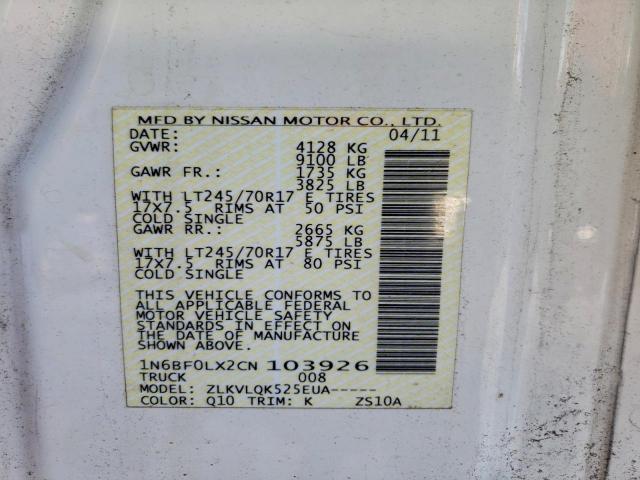 MFD BY NISSAN MOTOR CO., LTD.
DATE: 04/11
GVWR: 4128 KG
9100 LB
GAWR FR.: 1735 KG
3825 LB
WITH LT245/70R17 E TIRES
17X7.5 RIMS AT 50 PSI
COLD SINGLE
GAWR RR.: 2665 KG
5875 LB
WITH LT245/70R17 E TIRES
17X7.5 RIMS AT 80 PSI
COLD SINGLE
THIS VEHICLE CONFORMS TO
ALL APPLICABLE FEDERAL
MOTOR VEHICLE SAFETY
STANDARDS IN EFFECT ON
THE DATE OF MANUFACTURE
SHOWN ABOVE.
1N6BF0LX2CN 103926
TRUCK 008
MODEL: ZLKVLQK525EUA-----
COLOR: Q10 TRIM: K ZS10A